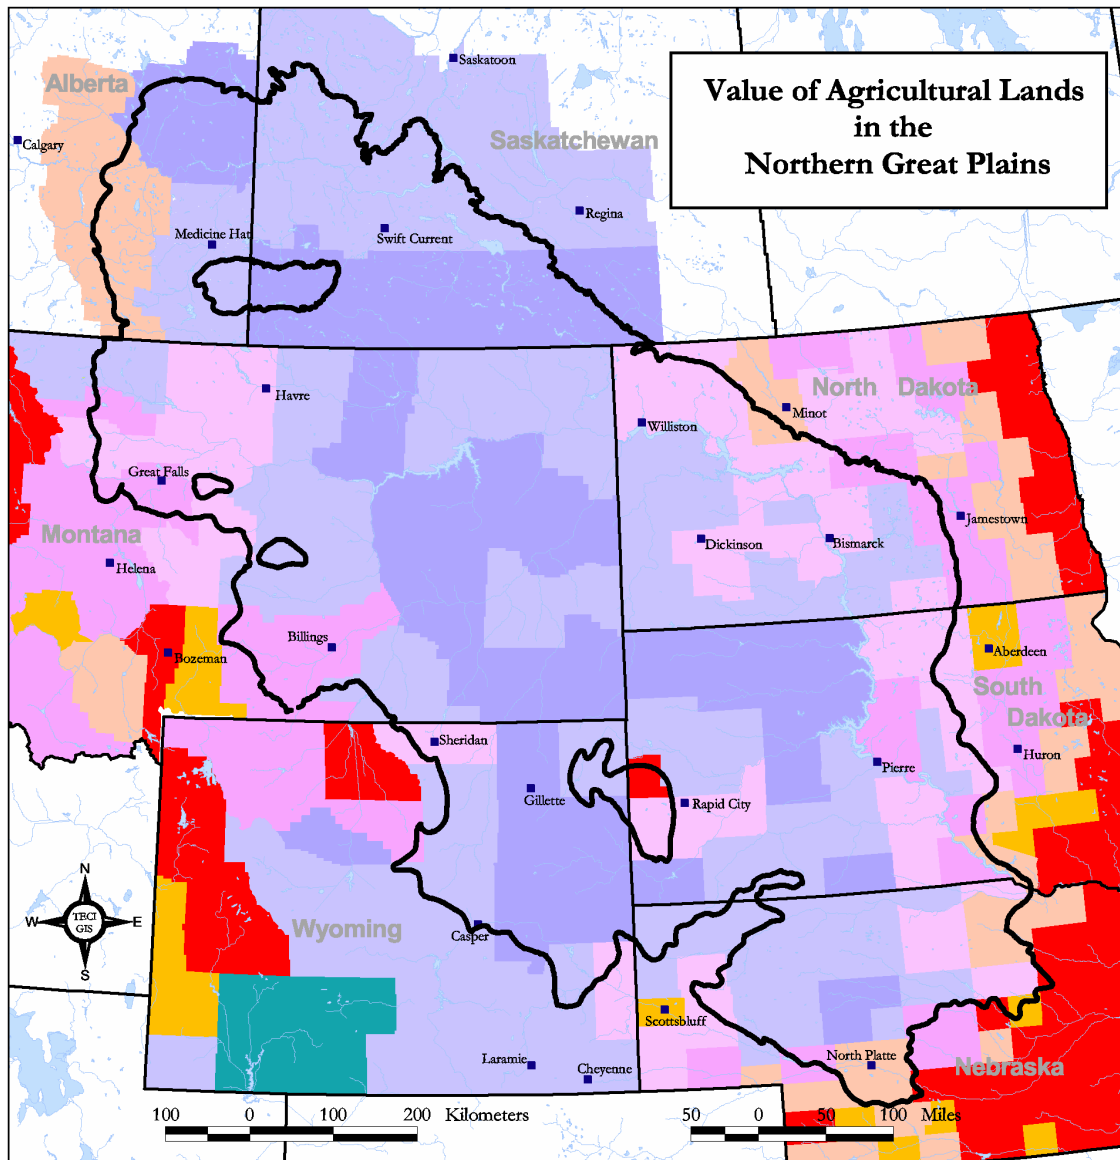 Value of Agricultural Lands
in the
Northern Great Plains
Alberta
Saskatoon
Calgary
Saskatchewan
Regina
Medicine Hat
Swift Current
Havre
North Dakota
Minot
Williston
Great Falls
Montana
Jamestown
Dickinson
Bismarck
Helena
Billings
Bozeman
Aberdeen
South
Dakota
Sheridan
Huron
Pierre
Gillette
Rapid City
N
W
TECI
GIS
E
S
Wyoming
Casper
Scottsbluff
Laramie
Cheyenne
North Platte
Nebraska
100 0 100 200 Kilometers
50 0 50 100 Miles